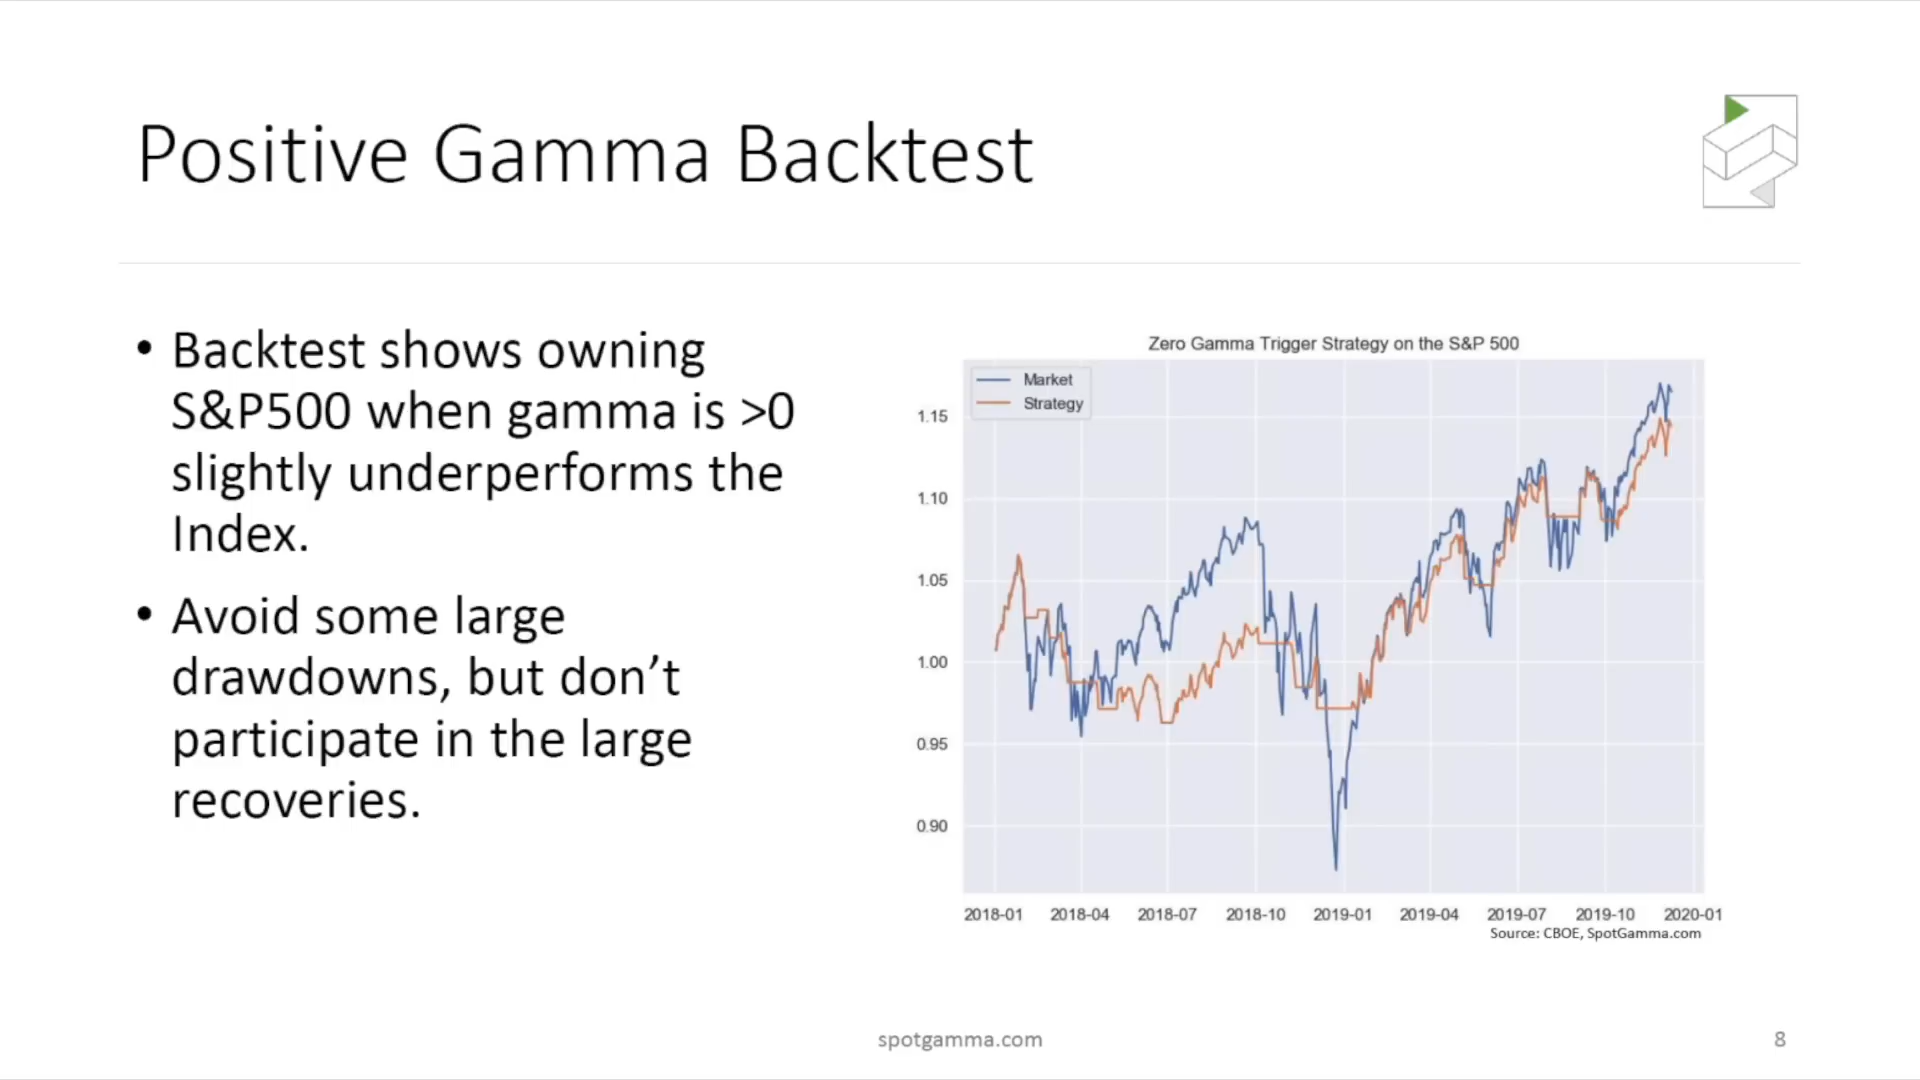 Positive Gamma Backtest
• Backtest shows owning
S&P500 when gamma is >0
slightly underperforms the
Index.
• Avoid some large
drawdowns, but don’t
participate in the large
recoveries.
Zero Gamma Trigger Strategy on the S&P 500
Market
Strategy
1.15
1.10
1.05
1.00
0.95
0.90
2018-01 2018-04 2018-07 2018-10 2019-01 2019-04 2019-07 2019-10 2020-01
Source: CBOE, SpotGamma.com
spotgamma.com
8